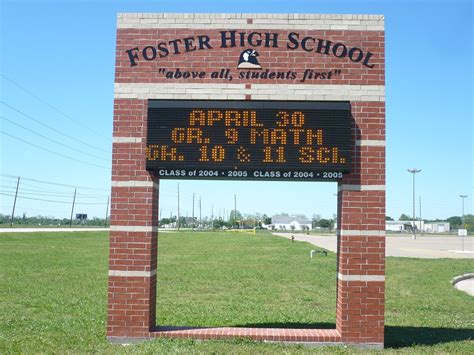 FOSTER HIGH SCHOOL
"above all, students first"
APRIL 30
GR. 9 MATH
GR. 10 & 11 SCI.
CLASS OF 2004 - 2005 CLASS OF 2004 - 2005